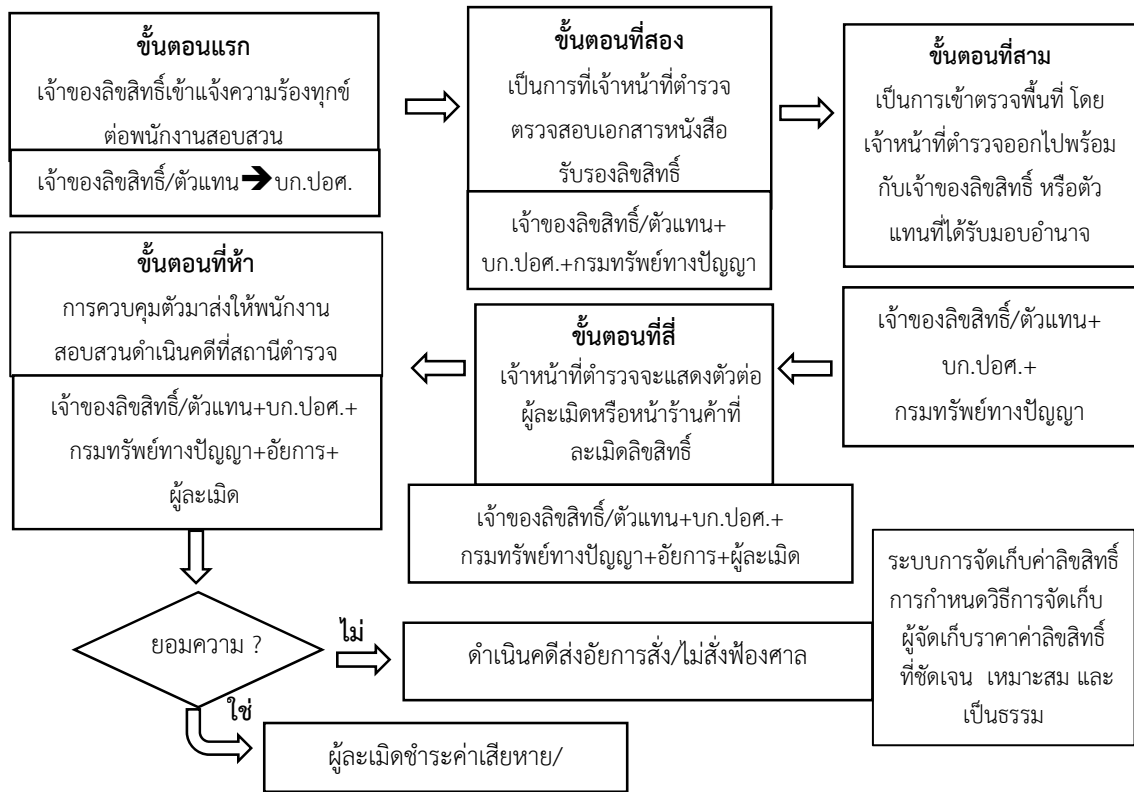 ขั้นตอนแรก
เจ้าของลิขสิทธิ์เข้าแจ้งความร้องทุกข์
ต่อพนักงานสอบสวน
เจ้าของลิขสิทธิ์/ตัวแทน➔บก.ปอศ.
ขั้นตอนที่สอง
เป็นการที่เจ้าหน้าที่ตำรวจ
ตรวจสอบเอกสารหนังสือ
รับรองลิขสิทธิ์
เจ้าของลิขสิทธิ์/ตัวแทน+
บก.ปอศ.+กรมทรัพย์ทางปัญญา
ขั้นตอนที่สาม
เป็นการเข้าตรวจพื้นที่ โดย
เจ้าหน้าที่ตำรวจออกไปพร้อม
กับเจ้าของลิขสิทธิ์ หรือตัว
แทนที่ได้รับมอบอำนาจ
เจ้าของลิขสิทธิ์/ตัวแทน+
บก.ปอศ.+
กรมทรัพย์ทางปัญญา
ขั้นตอนที่สี่
เจ้าหน้าที่ตำรวจจะแสดงตัวต่อ
ผู้ละเมิดหรือหน้าร้านค้าที่
ละเมิดลิขสิทธิ์
เจ้าของลิขสิทธิ์/ตัวแทน+บก.ปอศ.+
กรมทรัพย์ทางปัญญา+อัยการ+ผู้ละเมิด
ขั้นตอนที่ห้า
การควบคุมตัวมาส่งให้พนักงาน
สอบสวนดำเนินคดีที่สถานีตำรวจ
เจ้าของลิขสิทธิ์/ตัวแทน+บก.ปอศ.+
กรมทรัพย์ทางปัญญา+อัยการ+
ผู้ละเมิด
ยอมความ ?
ไม่
ดำเนินคดีส่งอัยการสั่ง/ไม่สั่งฟ้องศาล
ใช่
ผู้ละเมิดชำระค่าเสียหาย/
ระบบการจัดเก็บค่าลิขสิทธิ์
การกำหนดวิธีการจัดเก็บ
ผู้จัดเก็บราคาค่าลิขสิทธิ์
ที่ชัดเจน เหมาะสม และ
เป็นธรรม